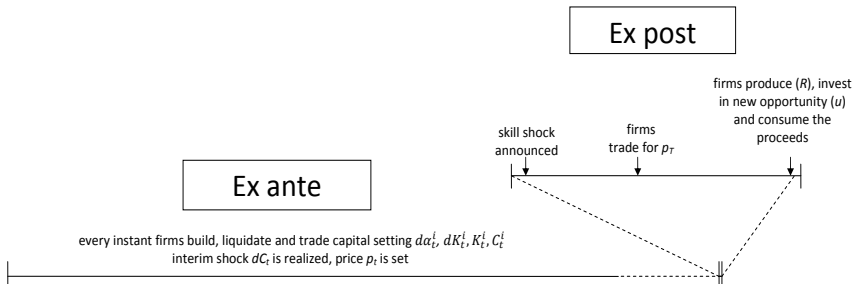 Ex post
firms produce (R), invest
in new opportunity (u)
and consume the
proceeds
skill shock
announced
firms
trade for p_T
Ex ante
every instant firms build, liquidate and trade capital setting dα_t^i, dK_t^i, K_t^i, C_t^i
interim shock dC_t is realized, price p_t is set